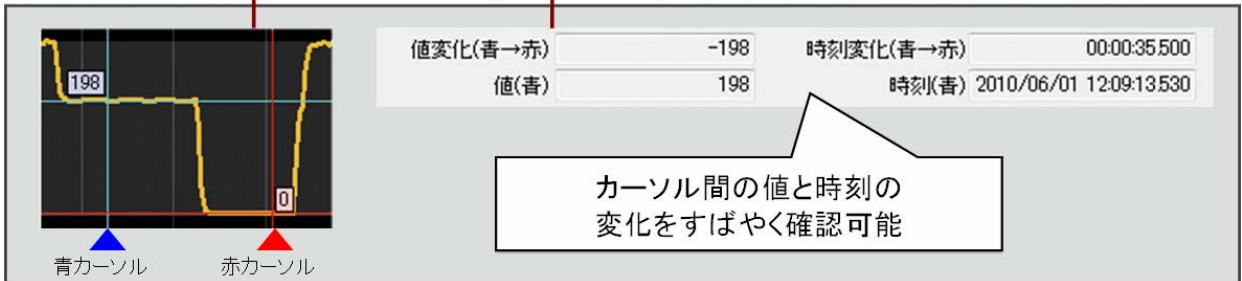 198
0
青カーソル
赤カーソル
値変化(青→赤) -198 時刻変化(青→赤) 00:00:35.500
値(青) 198 時刻(青) 2010/06/01 12:09:13.530
カーソル間の値と時刻の
変化をすばやく確認可能